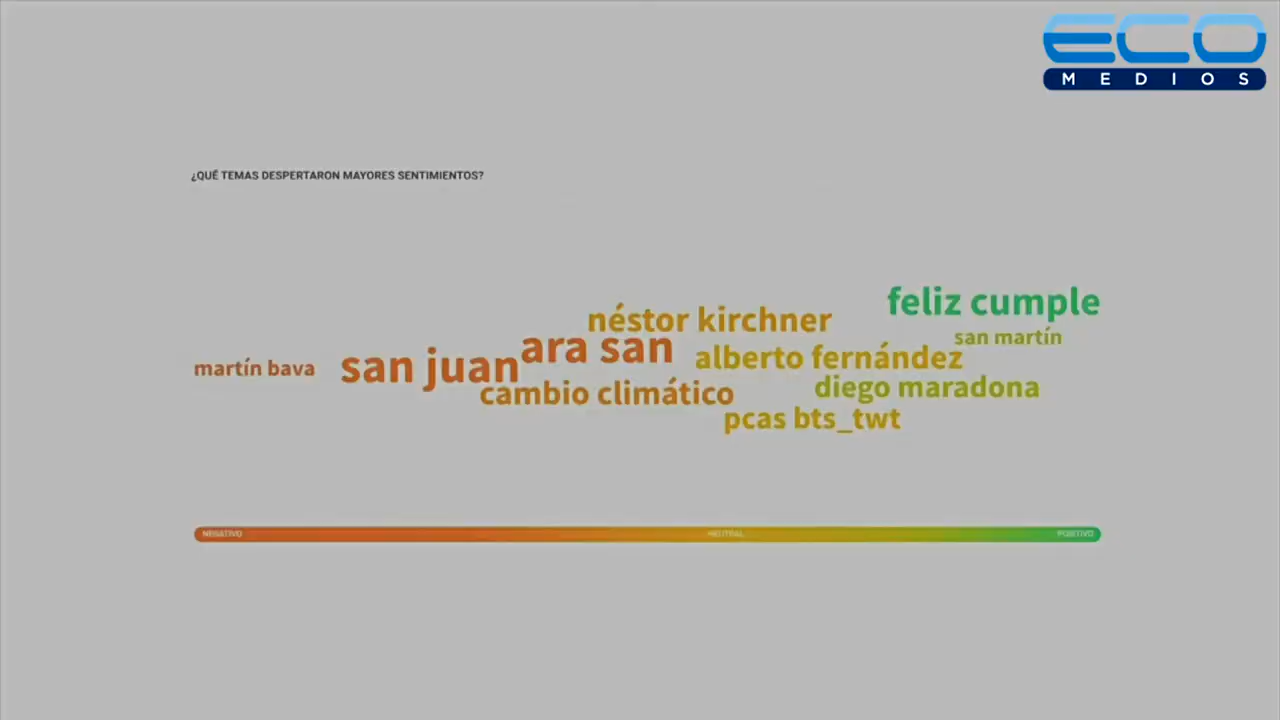 ECO
MEDIOS
¿QUÉ TEMAS DESPERTARON MAYORES SENTIMIENTOS?
feliz cumple
néstor kirchner
san martín
ara san
alberto fernández
martín bava
san juan
diego maradona
cambio climático
pcas bts_twt
NEGATIVO
NEUTRAL
POSITIVO